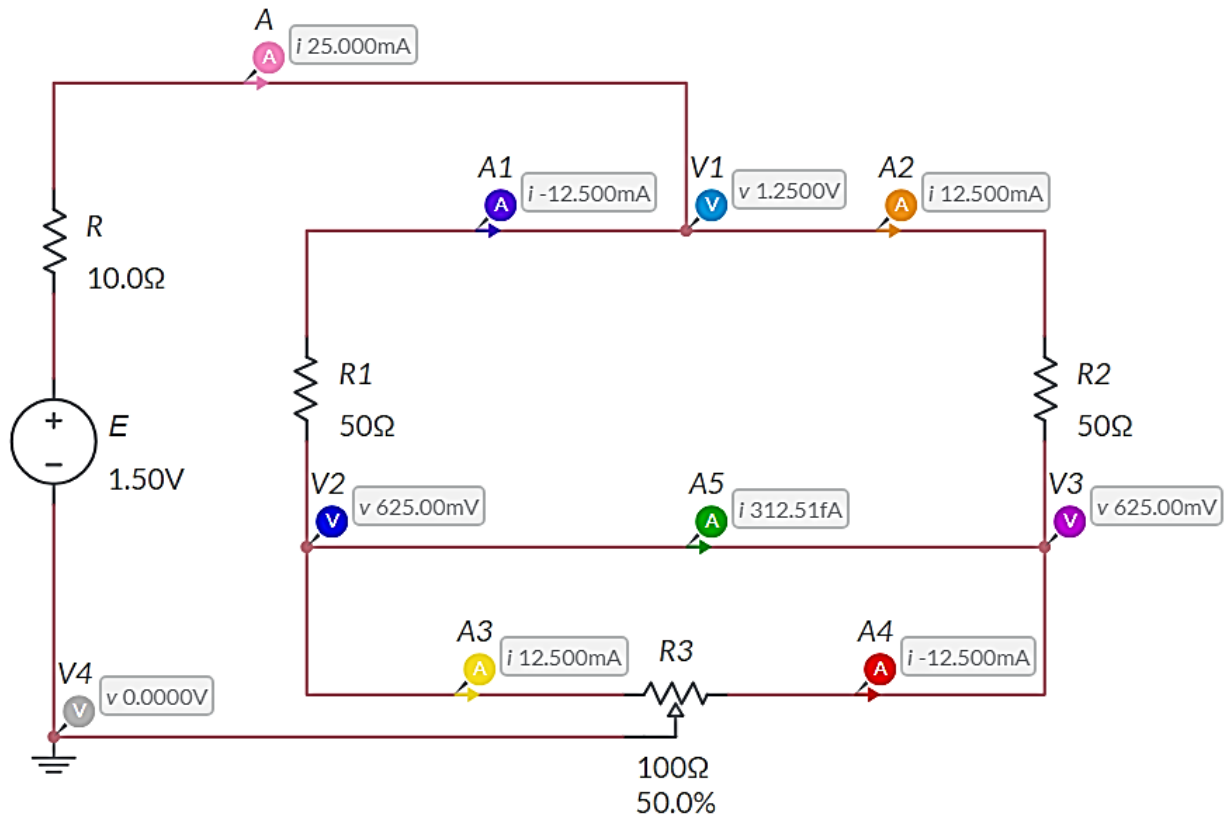 A
A
i 25.000mA
A1
A
i -12.500mA
V1
V
v 1.2500V
A2
A
i 12.500mA
R
10.0Ω
+
−
E
1.50V
R1
50Ω
R2
50Ω
V2
V
v 625.00mV
A5
A
i 312.51fA
V3
V
v 625.00mV
A3
A
i 12.500mA
R3
A4
A
i -12.500mA
V4
V
v 0.0000V
100Ω
50.0%